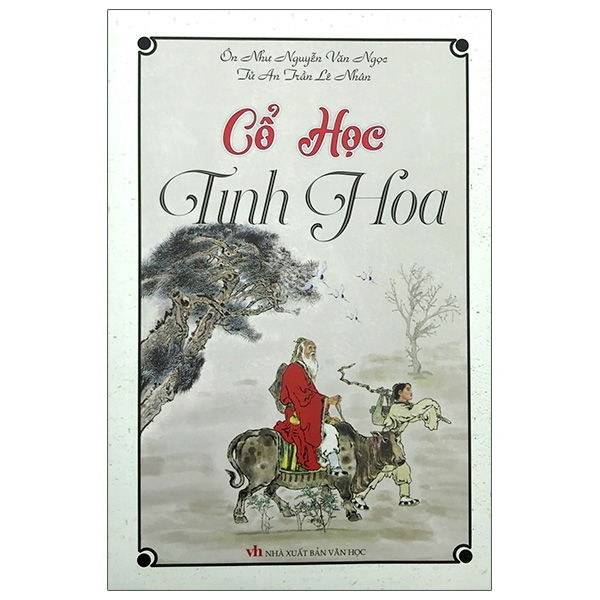 Ôn Như Nguyễn Văn Ngọc
Tử An Trần Lê Nhân
Cổ Học
Tinh Hoa
vh NHÀ XUẤT BẢN VĂN HỌC